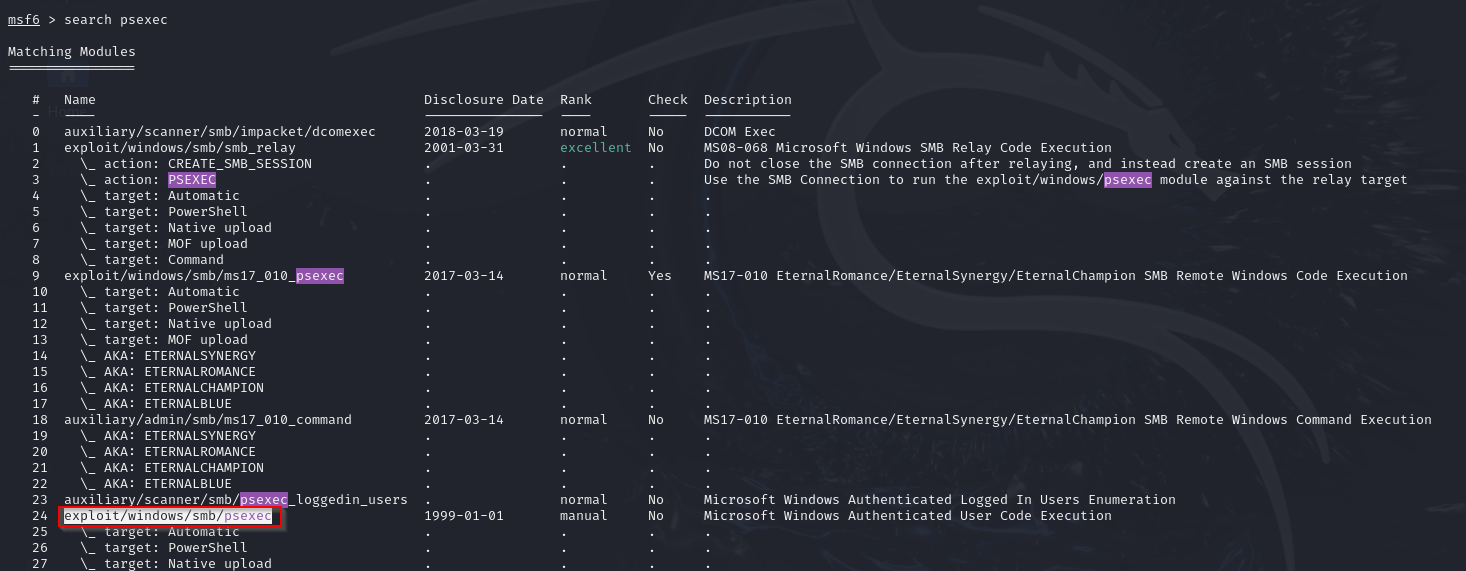 msf6 > search psexec
Matching Modules
================
# Name Disclosure Date Rank Check Description
- ---- --------------- ---- ----- -----------
0 auxiliary/scanner/smb/impacket/dcomexec 2018-03-19 normal No DCOM Exec
1 exploit/windows/smb/smb_relay 2001-03-31 excellent No MS08-068 Microsoft Windows SMB Relay Code Execution
2 \_ action: CREATE_SMB_SESSION . . . Do not close the SMB connection after relaying, and instead create an SMB session
3 \_ action: PSEXEC . . . Use the SMB Connection to run the exploit/windows/psexec module against the relay target
4 \_ target: Automatic . . . .
5 \_ target: PowerShell . . . .
6 \_ target: Native upload . . . .
7 \_ target: MOF upload . . . .
8 \_ target: Command . . . .
9 exploit/windows/smb/ms17_010_psexec 2017-03-14 normal Yes MS17-010 EternalRomance/EternalSynergy/EternalChampion SMB Remote Windows Code Execution
10 \_ target: Automatic . . . .
11 \_ target: PowerShell . . . .
12 \_ target: Native upload . . . .
13 \_ target: MOF upload . . . .
14 \_ AKA: ETERNALSYNERGY . . . .
15 \_ AKA: ETERNALROMANCE . . . .
16 \_ AKA: ETERNALCHAMPION . . . .
17 \_ AKA: ETERNALBLUE . . . .
18 auxiliary/admin/smb/ms17_010_command 2017-03-14 normal No MS17-010 EternalRomance/EternalSynergy/EternalChampion SMB Remote Windows Command Execution
19 \_ AKA: ETERNALSYNERGY . . . .
20 \_ AKA: ETERNALROMANCE . . . .
21 \_ AKA: ETERNALCHAMPION . . . .
22 \_ AKA: ETERNALBLUE . . . .
23 auxiliary/scanner/smb/psexec_loggedin_users . normal No Microsoft Windows Authenticated Logged In Users Enumeration
24 exploit/windows/smb/psexec 1999-01-01 manual No Microsoft Windows Authenticated User Code Execution
25 \_ target: Automatic . . . .
26 \_ target: PowerShell . . . .
27 \_ target: Native upload . . . .